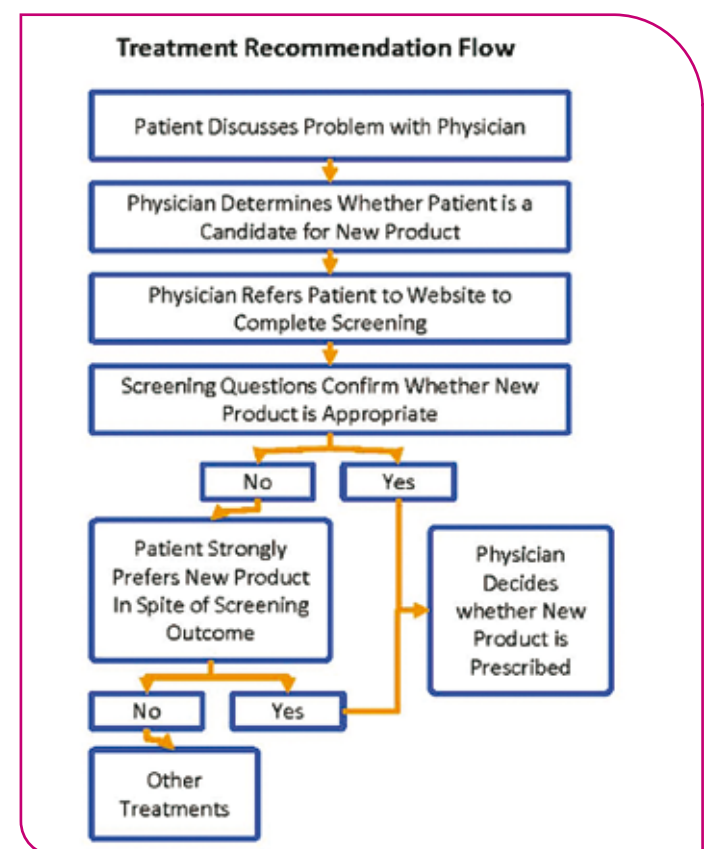 Treatment Recommendation Flow
Patient Discusses Problem with Physician
Physician Determines Whether Patient is a
Candidate for New Product
Physician Refers Patient to Website to
Complete Screening
Screening Questions Confirm Whether New
Product is Appropriate
No
Yes
Patient Strongly
Prefers New Product
In Spite of Screening
Outcome
Physician
Decides
whether New
Product is
Prescribed
No
Yes
Other
Treatments